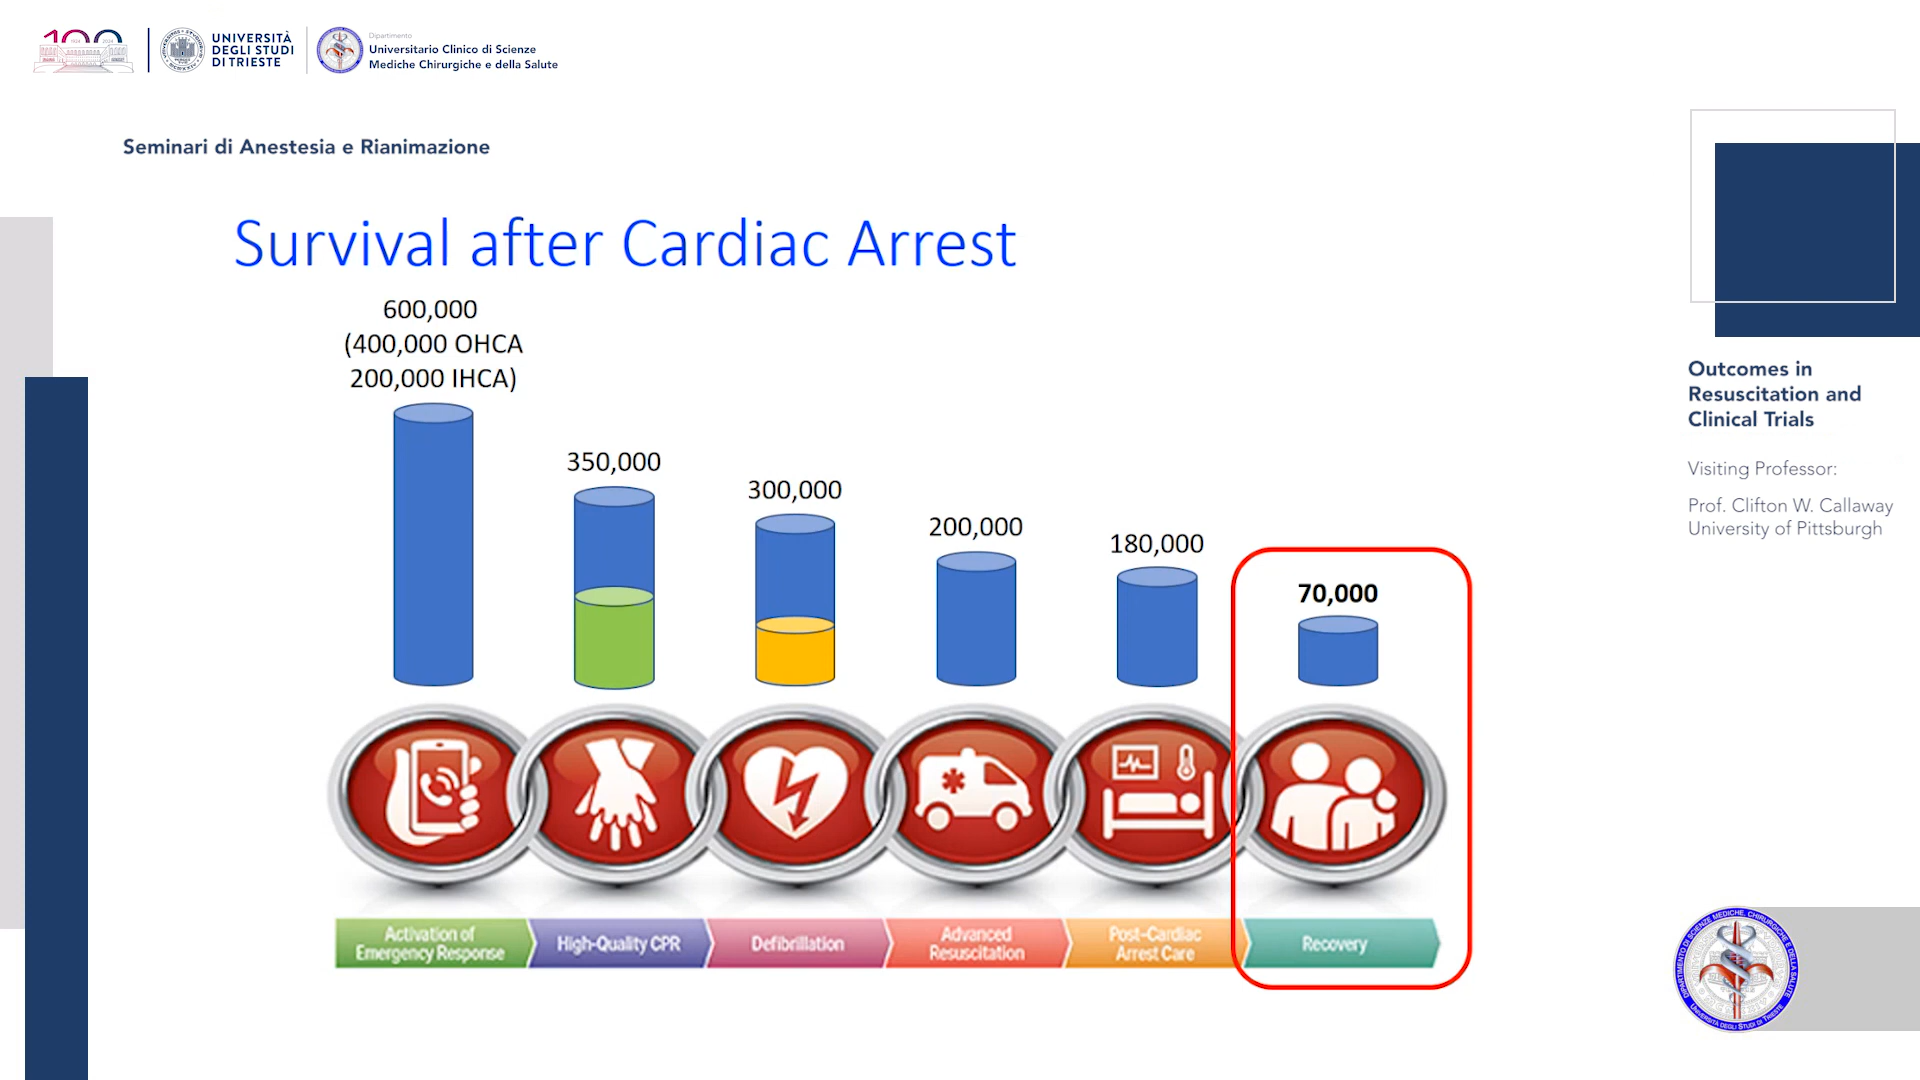 Dipartimento
UNIVERSITÀ
DEGLI STUDI
DI TRIESTE
Universitario Clinico di Scienze
Mediche Chirurgiche e della Salute
Seminari di Anestesia e Rianimazione
Survival after Cardiac Arrest
600,000
(400,000 OHCA
200,000 IHCA)
350,000
300,000
200,000
180,000
70,000
Activation of
Emergency Response
High-Quality CPR
Defibrillation
Advanced
Resuscitation
Post-Cardiac
Arrest Care
Recovery
Outcomes in
Resuscitation and
Clinical Trials
Visiting Professor:
Prof. Clifton W. Callaway
University of Pittsburgh